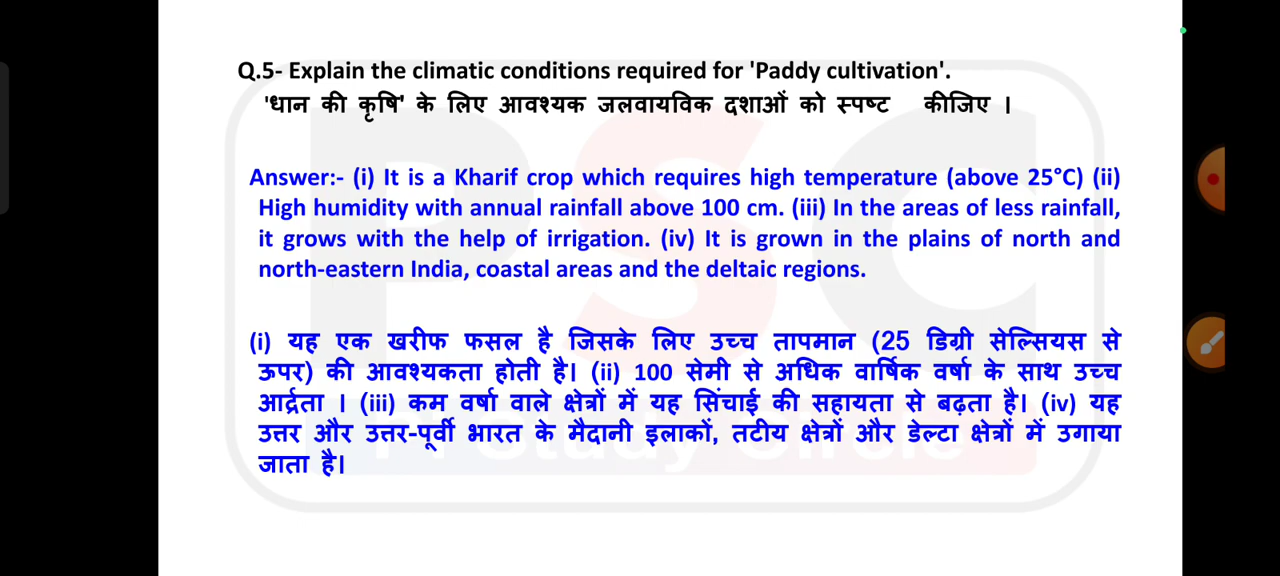 Q.5- Explain the climatic conditions required for 'Paddy cultivation'.
'धान की कृषि' के लिए आवश्यक जलवायविक दशाओं को स्पष्ट कीजिए ।
Answer:- (i) It is a Kharif crop which requires high temperature (above 25°C) (ii)
High humidity with annual rainfall above 100 cm. (iii) In the areas of less rainfall,
it grows with the help of irrigation. (iv) It is grown in the plains of north and
north-eastern India, coastal areas and the deltaic regions.
(i) यह एक खरीफ फसल है जिसके लिए उच्च तापमान (25 डिग्री सेल्सियस से
ऊपर) की आवश्यकता होती है। (ii) 100 सेमी से अधिक वार्षिक वर्षा के साथ उच्च
आर्द्रता । (iii) कम वर्षा वाले क्षेत्रों में यह सिंचाई की सहायता से बढ़ता है। (iv) यह
उत्तर और उत्तर-पूर्वी भारत के मैदानी इलाकों, तटीय क्षेत्रों और डेल्टा क्षेत्रों में उगाया
जाता है।
PSC
Study Circle